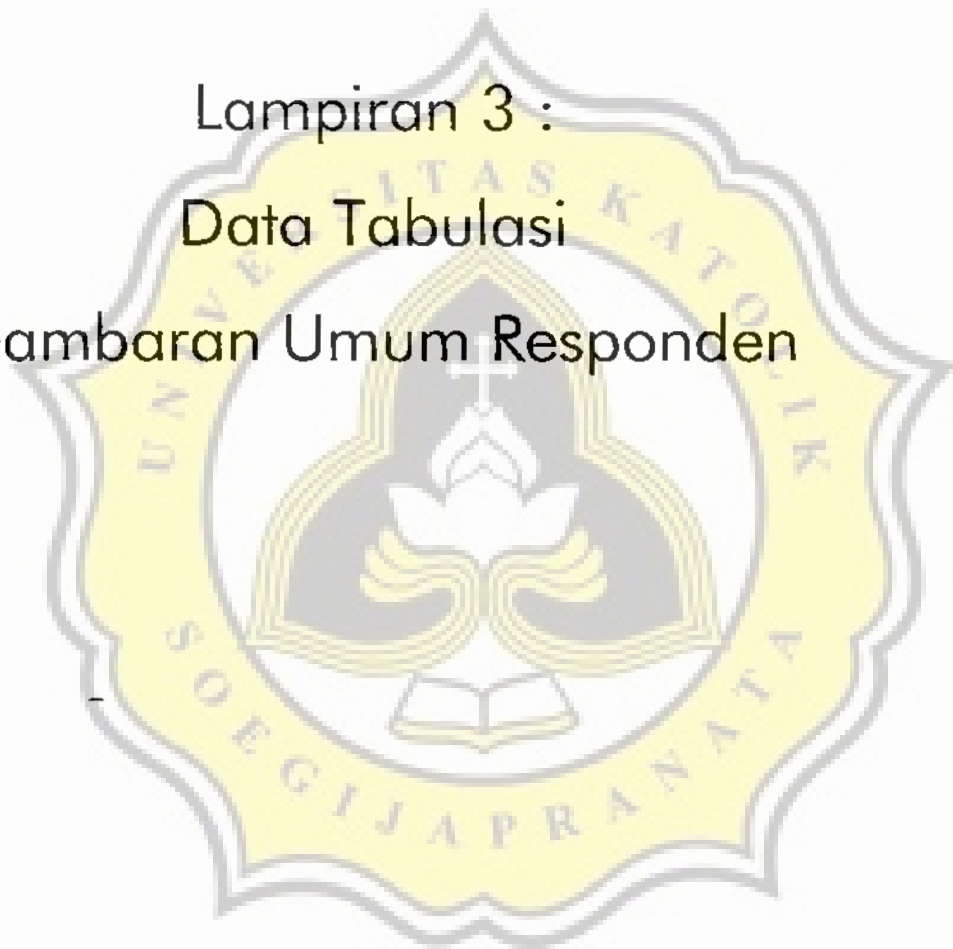 Lampiran 3 :
Data Tabulasi
ambaran Umum Responden
UNIVERSITAS KATOLIK
SOEGIJAPRANATA